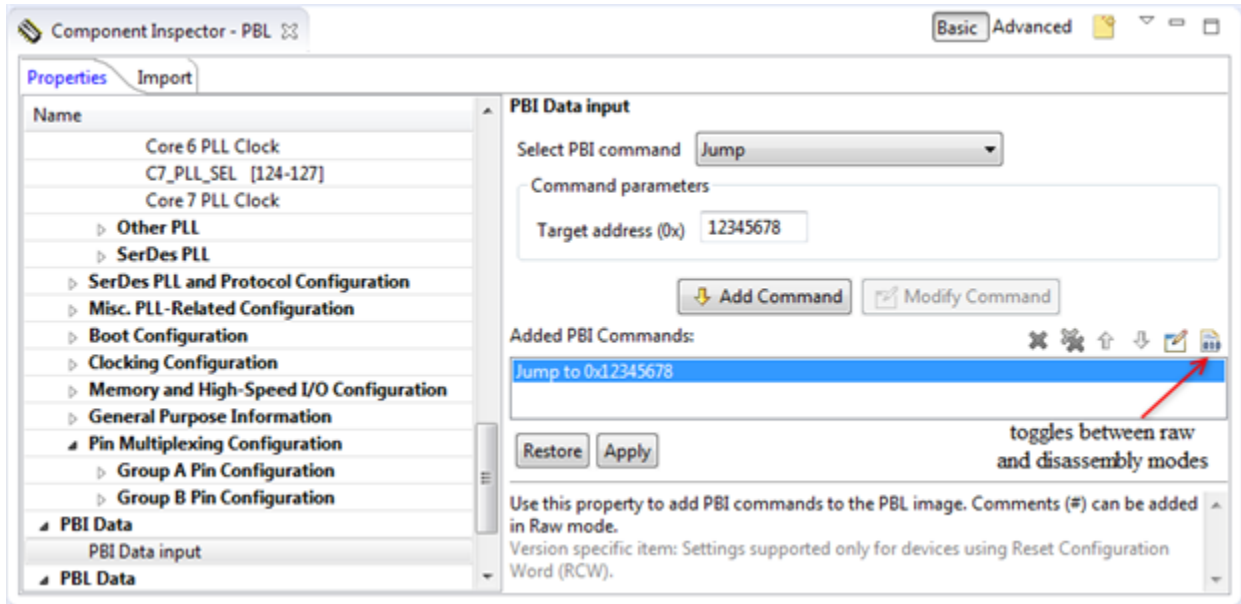 Component Inspector - PBL
Basic Advanced
Properties Import
Name
Core 6 PLL Clock
C7_PLL_SEL [124-127]
Core 7 PLL Clock
Other PLL
SerDes PLL
SerDes PLL and Protocol Configuration
Misc. PLL-Related Configuration
Boot Configuration
Clocking Configuration
Memory and High-Speed I/O Configuration
General Purpose Information
Pin Multiplexing Configuration
Group A Pin Configuration
Group B Pin Configuration
PBI Data
PBI Data input
PBL Data
PBI Data input
Select PBI command Jump
Command parameters
Target address (0x) 12345678
Add Command Modify Command
Added PBI Commands:
Jump to 0x12345678
toggles between raw
and disassembly modes
Restore Apply
Use this property to add PBI commands to the PBL image. Comments (#) can be added
in Raw mode.
Version specific item: Settings supported only for devices using Reset Configuration
Word (RCW).